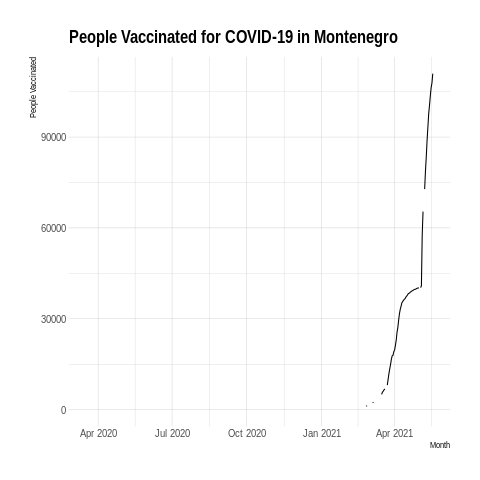 People Vaccinated for COVID-19 in Montenegro
People Vaccinated
90000
60000
30000
0
Apr 2020 Jul 2020 Oct 2020 Jan 2021 Apr 2021
Month